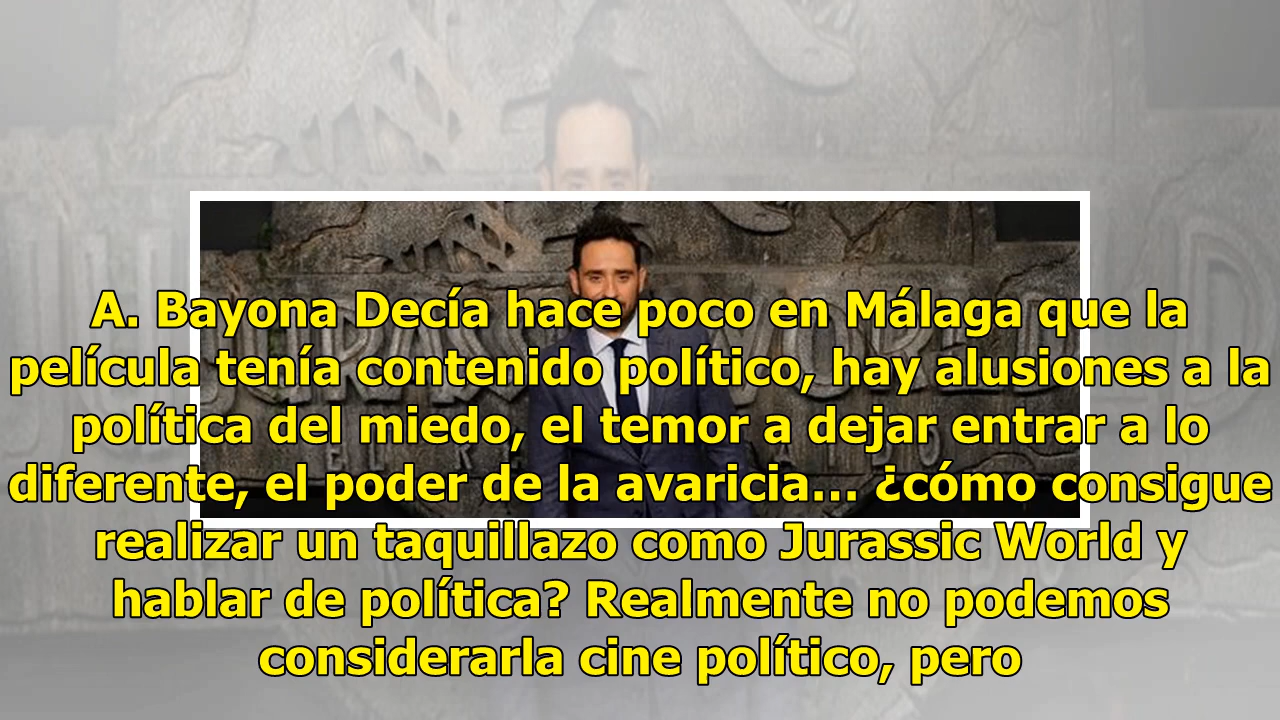 A. Bayona Decía hace poco en Málaga que la
película tenía contenido político, hay alusiones a la
política del miedo, el temor a dejar entrar a lo
diferente, el poder de la avaricia... ¿cómo consigue
realizar un taquillazo como Jurassic World y
hablar de política? Realmente no podemos
considerarla cine político, pero